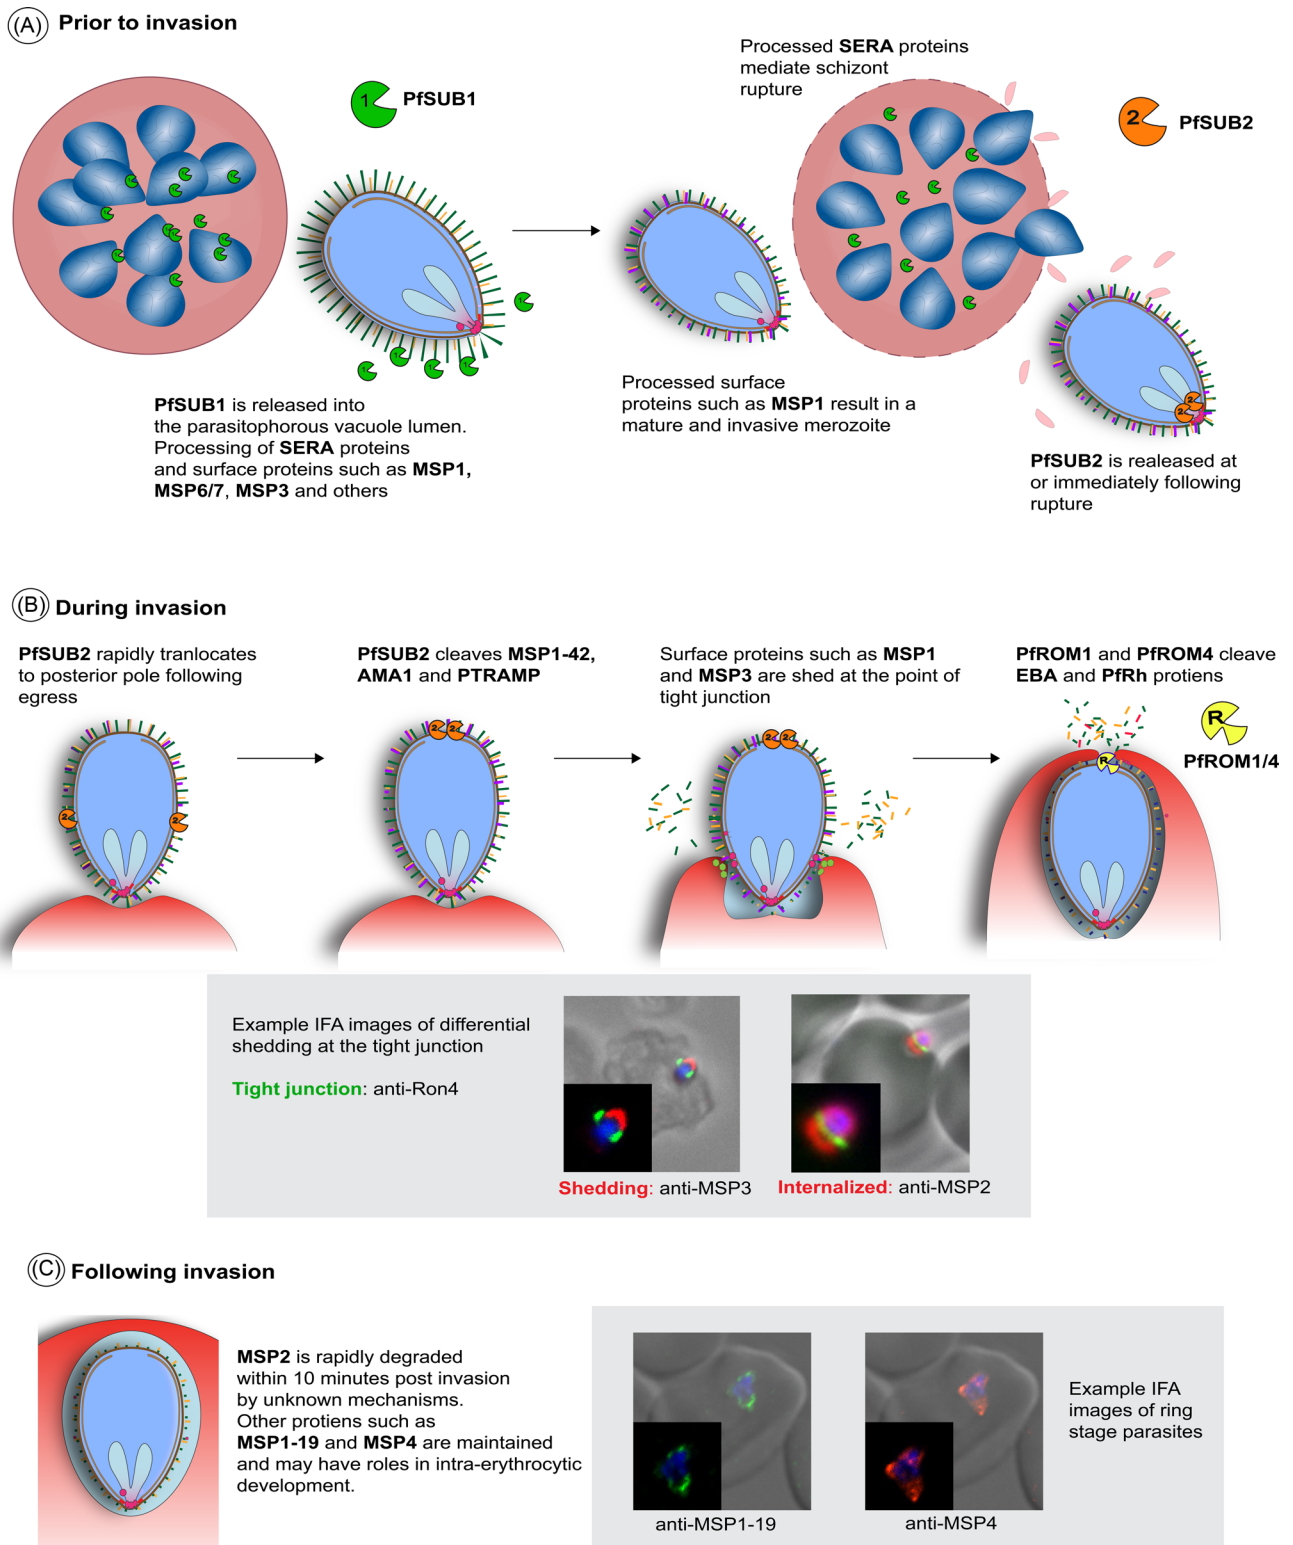 (A) Prior to invasion
1 PfSUB1
Processed SERA proteins
mediate schizont
rupture
2 PfSUB2
PfSUB1 is released into
the parasitophorous vacuole lumen.
Processing of SERA proteins
and surface proteins such as MSP1,
MSP6/7, MSP3 and others
Processed surface
proteins such as MSP1 result in a
mature and invasive merozoite
PfSUB2 is realeased at
or immediately following
rupture
(B) During invasion
PfSUB2 rapidly tranlocates
to posterior pole following
egress
PfSUB2 cleaves MSP1-42,
AMA1 and PTRAMP
Surface proteins such as MSP1
and MSP3 are shed at the point of
tight junction
PfROM1 and PfROM4 cleave
EBA and PfRh protiens
R
PfROM1/4
Example IFA images of differential
shedding at the tight junction
Tight junction: anti-Ron4
Shedding: anti-MSP3
Internalized: anti-MSP2
(C) Following invasion
MSP2 is rapidly degraded
within 10 minutes post invasion
by unknown mechanisms.
Other protiens such as
MSP1-19 and MSP4 are maintained
and may have roles in intra-erythrocytic
development.
anti-MSP1-19
anti-MSP4
Example IFA
images of ring
stage parasites